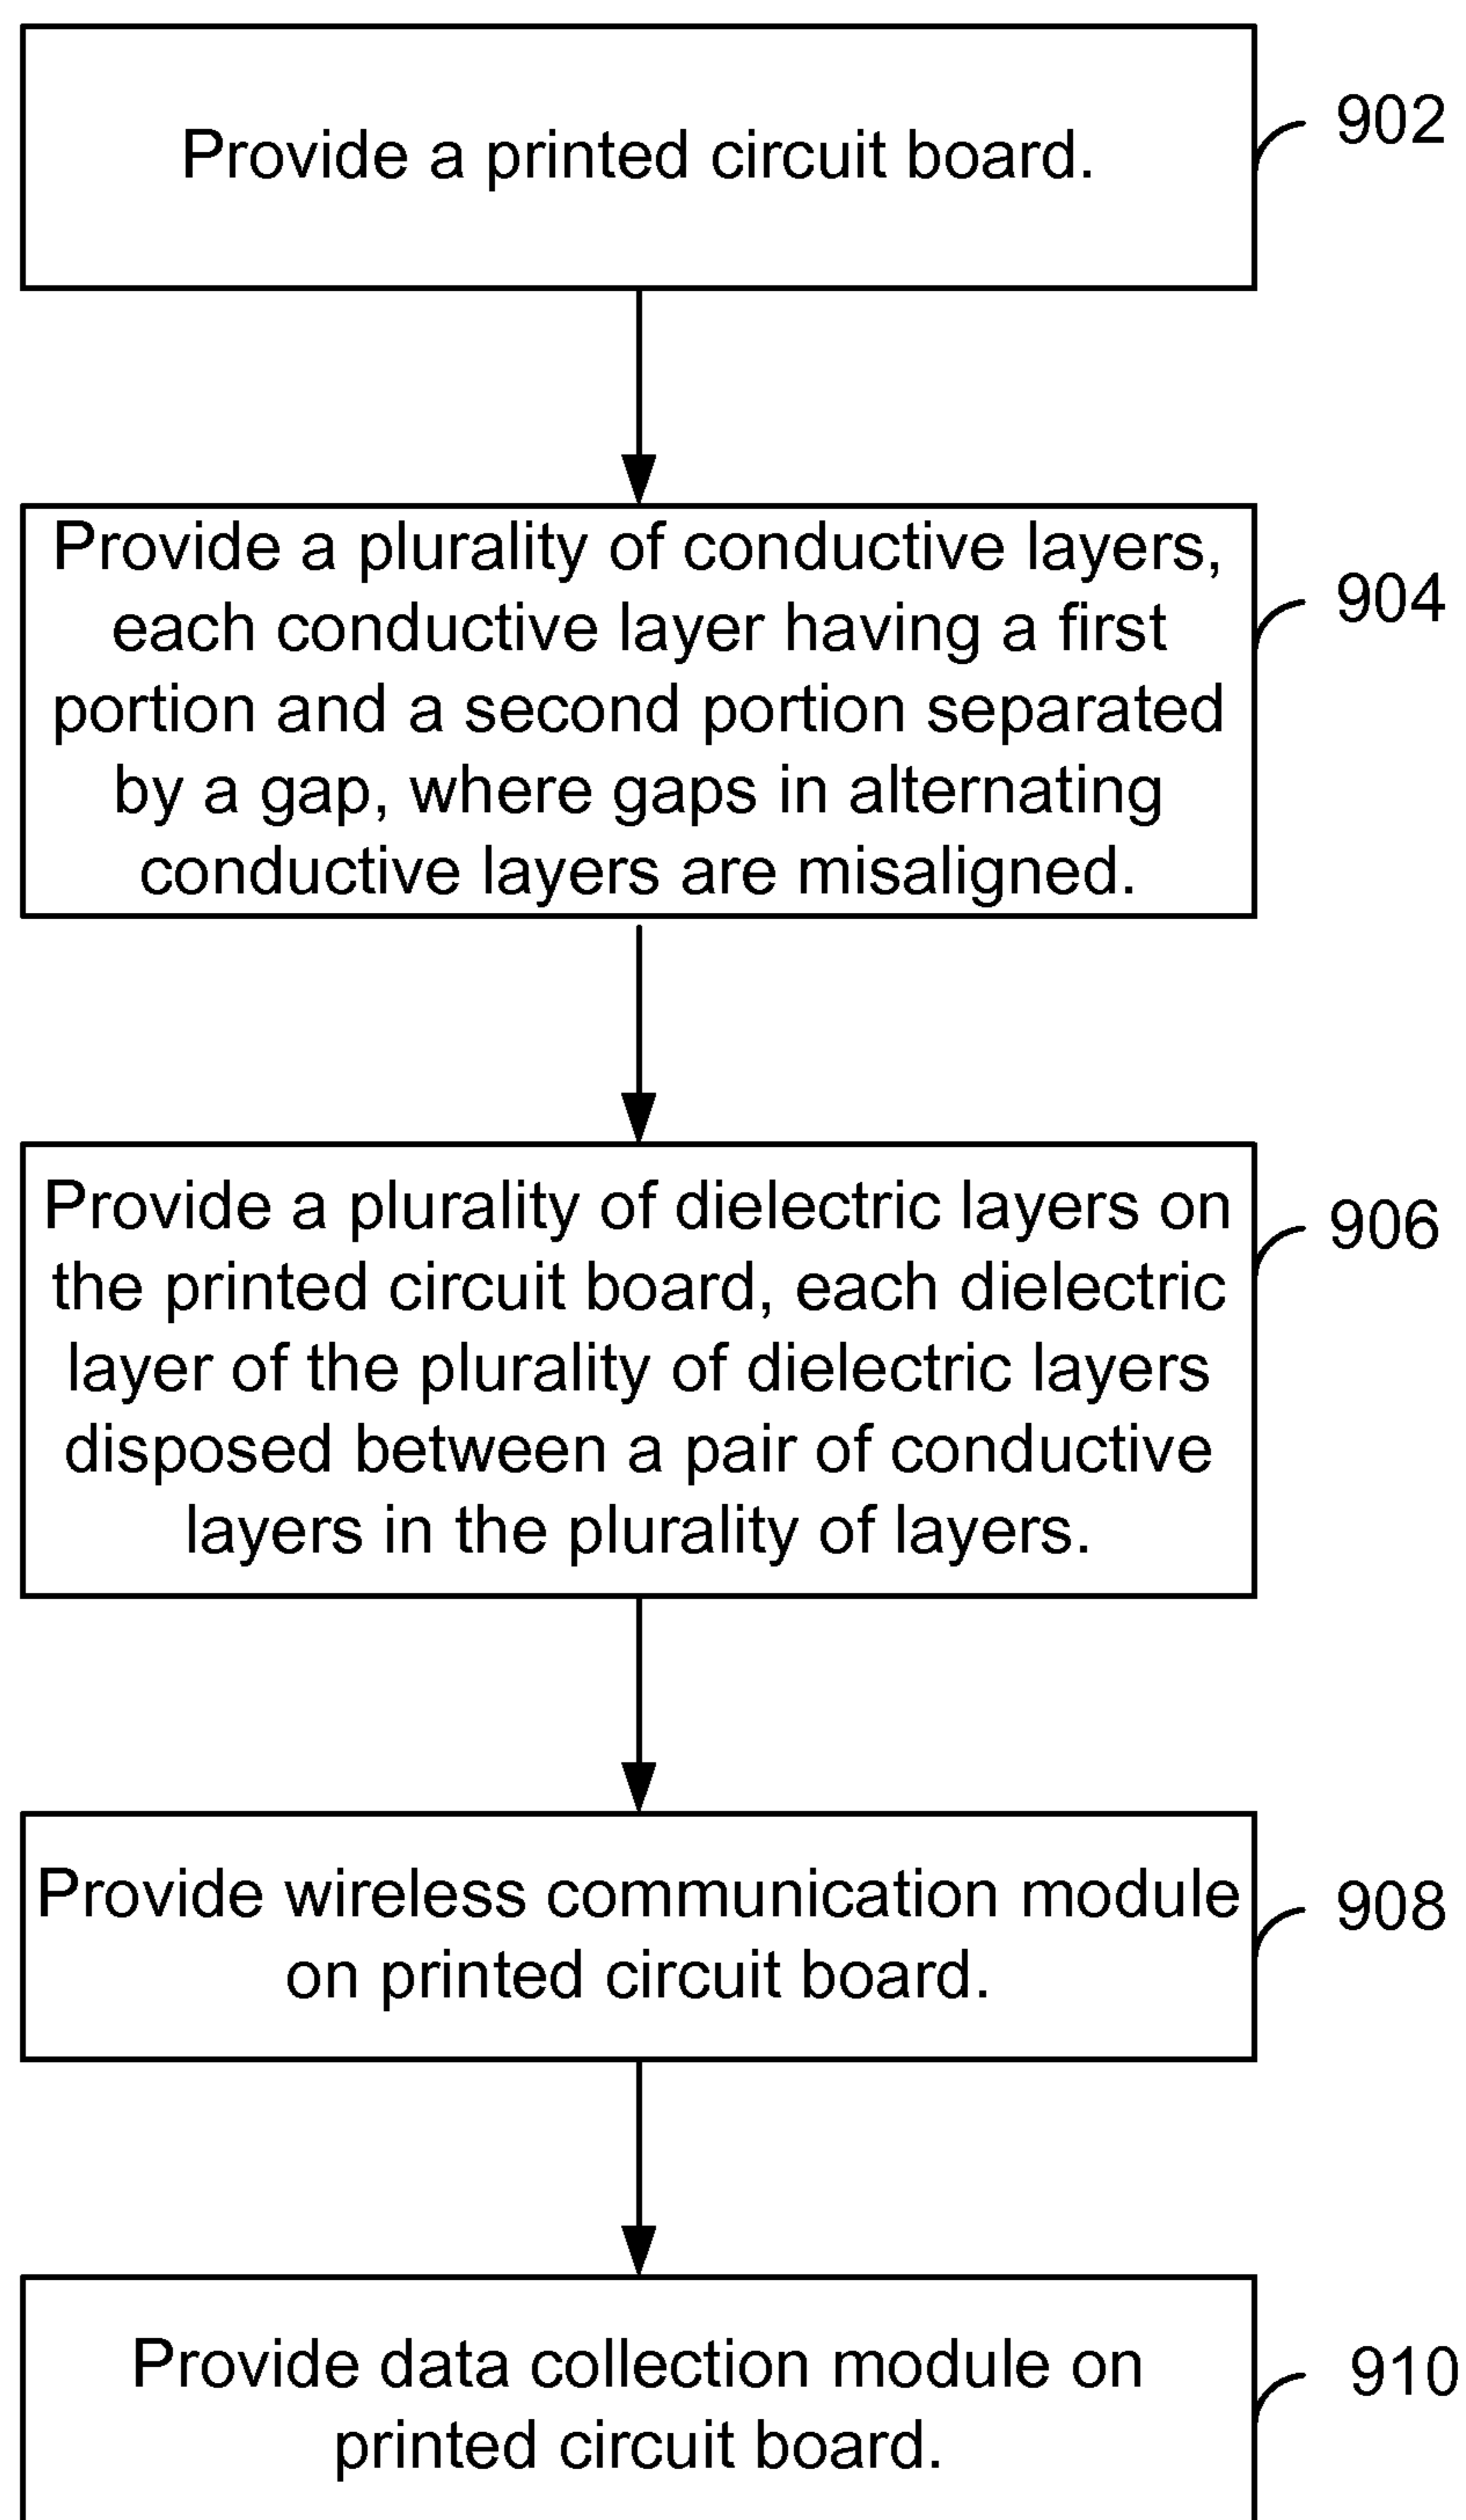 Provide a printed circuit board.
902
Provide a plurality of conductive layers,
each conductive layer having a first
portion and a second portion separated
by a gap, where gaps in alternating
conductive layers are misaligned.
904
Provide a plurality of dielectric layers on
the printed circuit board, each dielectric
layer of the plurality of dielectric layers
disposed between a pair of conductive
layers in the plurality of layers.
906
Provide wireless communication module
on printed circuit board.
908
Provide data collection module on
printed circuit board.
910